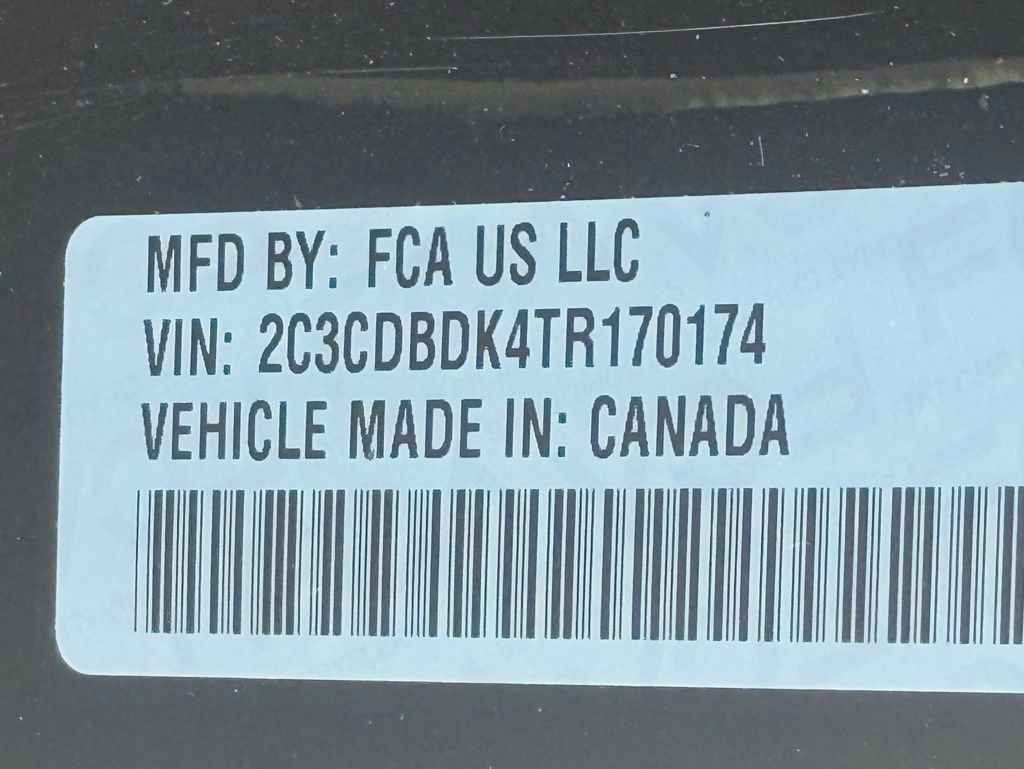 MFD BY: FCA US LLC
VIN: 2C3CDBDK4TR170174
VEHICLE MADE IN: CANADA